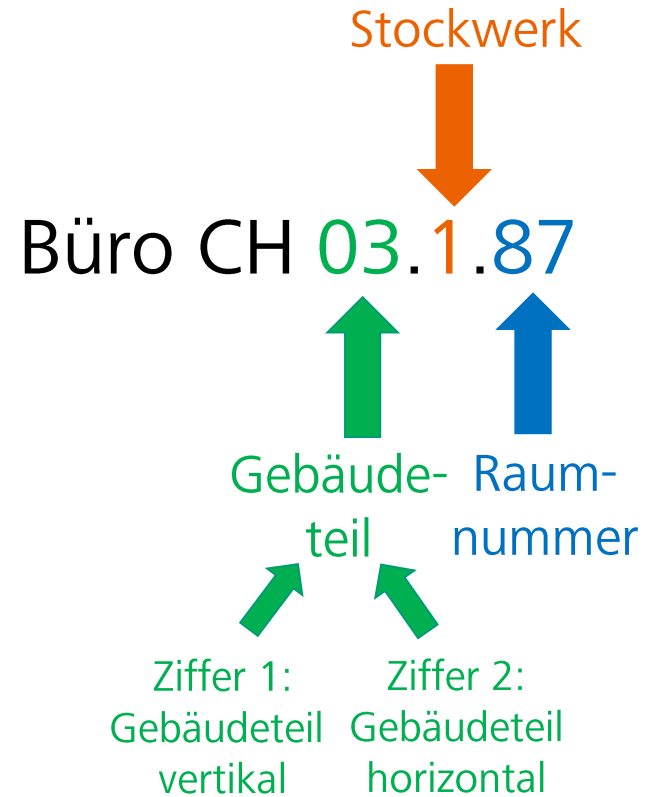 Stockwerk
Büro CH 03.1.87
Gebäude-
teil
Raum-
nummer
Ziffer 1:
Gebäudeteil
vertikal
Ziffer 2:
Gebäudeteil
horizontal